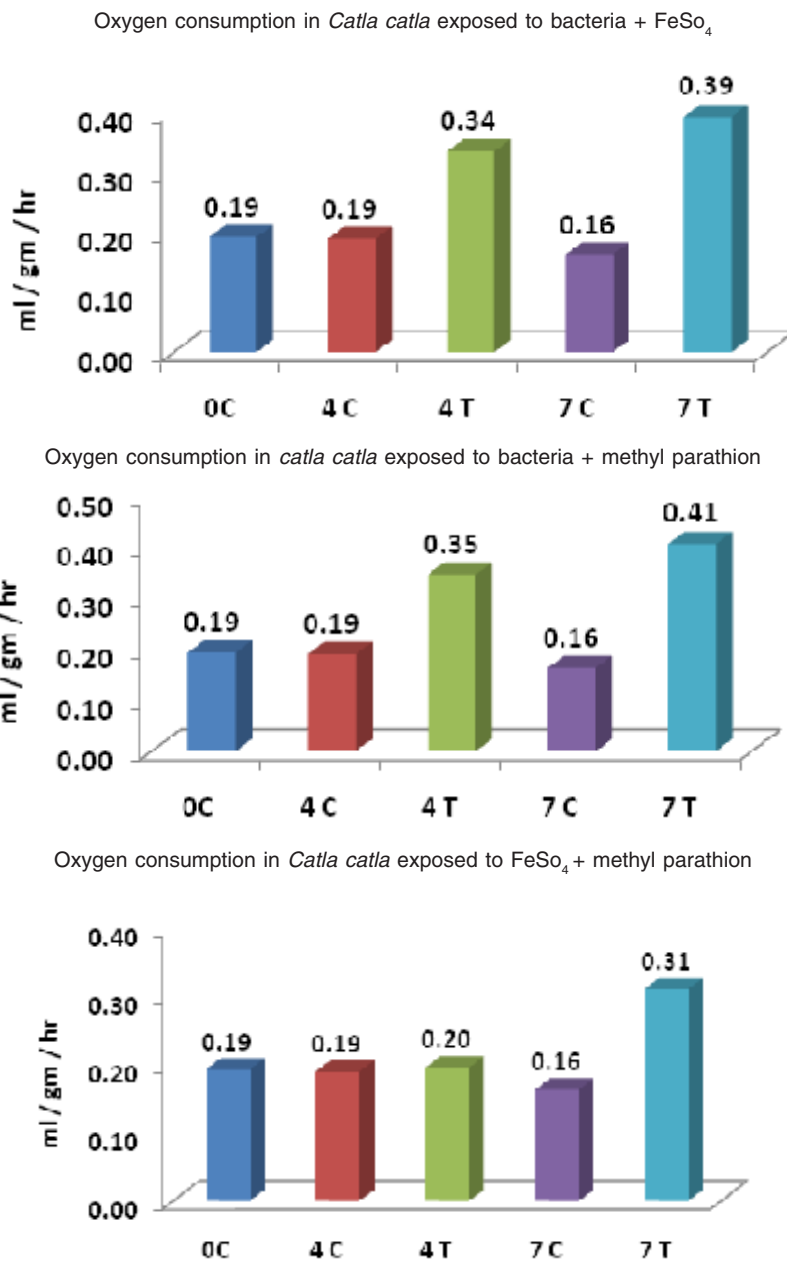 Oxygen consumption in Catla catla exposed to bacteria + FeSo₄
0.40
0.30
0.20
0.10
0.00
ml / gm / hr
0.19
0.19
0.34
0.16
0.39
0C
4 C
4 T
7 C
7 T
Oxygen consumption in catla catla exposed to bacteria + methyl parathion
0.50
0.40
0.30
0.20
0.10
0.00
ml / gm / hr
0.19
0.19
0.35
0.16
0.41
0C
4 C
4 T
7 C
7 T
Oxygen consumption in Catla catla exposed to FeSo₄ + methyl parathion
0.40
0.30
0.20
0.10
0.00
ml / gm / hr
0.19
0.19
0.20
0.16
0.31
0C
4 C
4 T
7 C
7 T